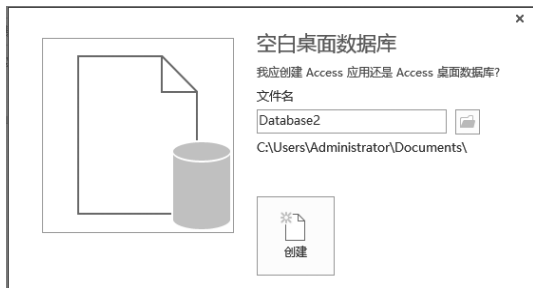 空白桌面数据库
我应创建 Access 应用还是 Access 桌面数据库?
文件名
Database2
C:\Users\Administrator\Documents\
创建